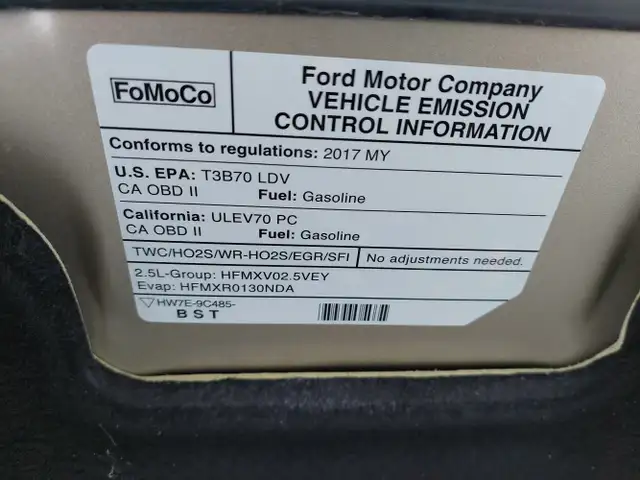 FoMoCo
Ford Motor Company
VEHICLE EMISSION
CONTROL INFORMATION
Conforms to regulations: 2017 MY
U.S. EPA: T3B70 LDV
CA OBD II Fuel: Gasoline
California: ULEV70 PC
CA OBD II Fuel: Gasoline
TWC/HO2S/WR-HO2S/EGR/SFI No adjustments needed.
2.5L-Group: HFMXV02.5VEY
Evap: HFMXR0130NDA
HW7E-9C485-
BST